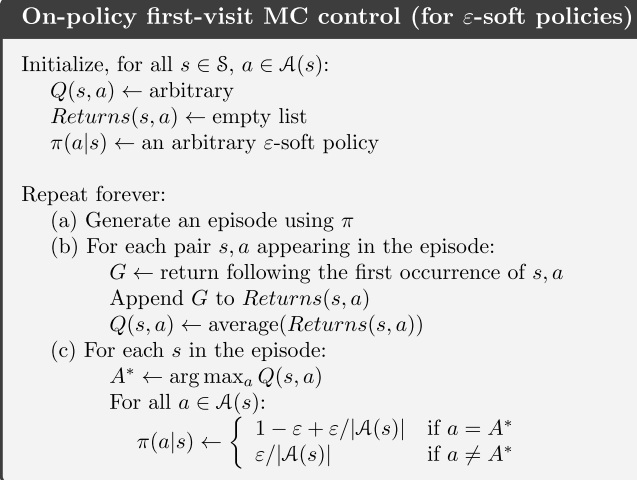 On-policy first-visit MC control (for ε-soft policies)
Initialize, for all s ∈ S, a ∈ A(s):
Q(s, a) ← arbitrary
Returns(s, a) ← empty list
π(a|s) ← an arbitrary ε-soft policy
Repeat forever:
(a) Generate an episode using π
(b) For each pair s, a appearing in the episode:
G ← return following the first occurrence of s, a
Append G to Returns(s, a)
Q(s, a) ← average(Returns(s, a))
(c) For each s in the episode:
A* ← arg maxₐ Q(s, a)
For all a ∈ A(s):
π(a|s) ← { 1 − ε + ε/|A(s)| if a = A*
ε/|A(s)| if a ≠ A*